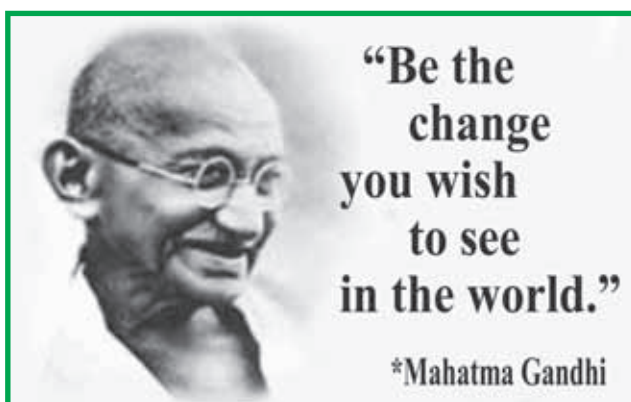 “Be the
change
you wish
to see
in the world.”
*Mahatma Gandhi